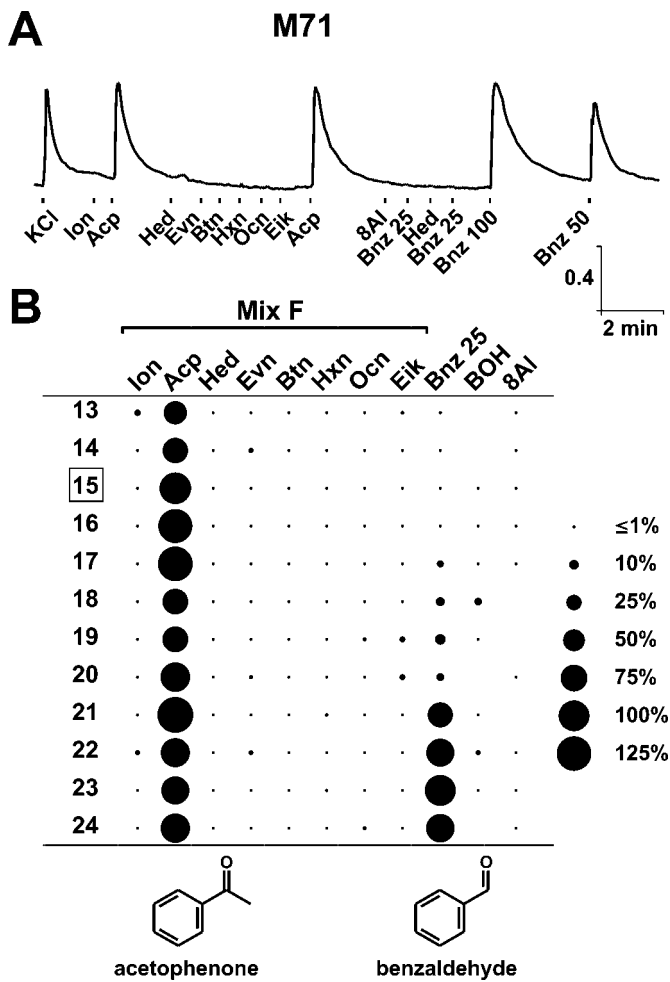 A
M71
KCl Ion Acp Hed Evn Btn Hxn Ocn Eik Acp 8Al Bnz 25 Hed Bnz 25 Bnz 100 Bnz 50
0.4
2 min
B
Mix F
Ion Acp Hed Evn Btn Hxn Ocn Eik Bnz 25 BOH 8Al
13
14
15
16 ≤1%
17 10%
18 25%
19 50%
20 75%
21 100%
22 125%
23
24
O O
acetophenone benzaldehyde